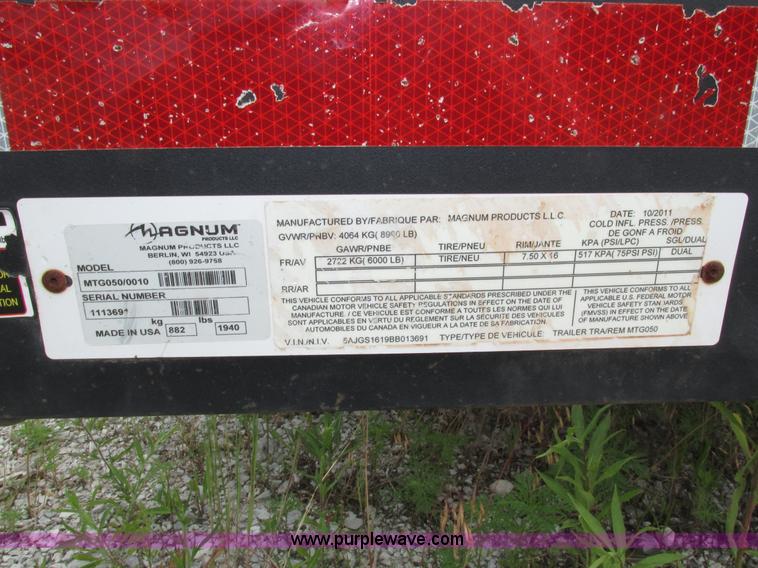 MAGNUM
PRODUCTS LLC
MAGNUM PRODUCTS LLC
BERLIN, WI 54923 USA
(800) 926-9758
MODEL
MTG050/0010
SERIAL NUMBER
1113691
kg lbs
MADE IN USA 882 1940
MANUFACTURED BY/FABRIQUE PAR: MAGNUM PRODUCTS L.L.C. DATE: 10/2011
GVWR/PNBV: 4064 KG( 8960 LB) COLD INFL. PRESS. /PRESS.
DE GONF A FROID
GAWR/PNBE TIRE/PNEU RIM/JANTE KPA (PSI/LPC) SGL/DUAL
FR/AV 2722 KG( 6000 LB) TIRE/NEU 7.50 X 16 517 KPA( 75PSI PSI) DUAL
RR/AR
THIS VEHICLE CONFORMS TO ALL APPLICABLE STANDARDS PRESCRIBED UNDER THE
CANADIAN MOTOR VEHICLE SAFETY REGULATIONS IN EFFECT ON THE DATE OF
MANUFACTURE. / CE VEHICULE EST CONFORME A TOUTES LES NORMES QUI LUI
SONT APPLICABLES EN VERTU DU REGLEMENT SUR LA SECURITE DES VEHICULES
AUTOMOBILES DU CANADA EN VIGUEUR A LA DATE DE SA FABRICATION.
THIS VEHICLE CONFORMS TO ALL
APPLICABLE U.S. FEDERAL MOTOR
VEHICLE SAFETY STANDARDS
(FMVSS) IN EFFECT ON THE DATE
OF MANUFACTURE SHOWN ABOVE.
V.I.N./N.I.V. 5AJGS1619BB013691 TYPE/TYPE DE VEHICULE: TRAILER TRA/REM MTG050
www.purplewave.com